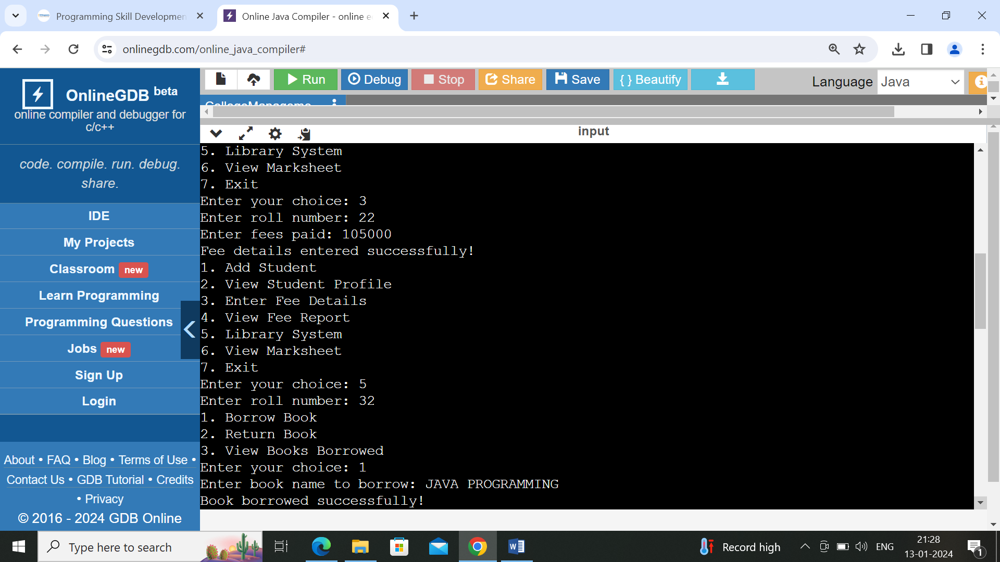 Programming Skill Developmen
Online Java Compiler - online e
onlinegdb.com/online_java_compiler#
OnlineGDB beta
online compiler and debugger for
c/c++
code. compile. run. debug.
share.
IDE
My Projects
Classroom new
Learn Programming
Programming Questions
Jobs new
Sign Up
Login
About • FAQ • Blog • Terms of Use •
Contact Us • GDB Tutorial • Credits
• Privacy
© 2016 - 2024 GDB Online
Run Debug Stop Share Save { } Beautify Language Java
CollegeManageme
input
5. Library System
6. View Marksheet
7. Exit
Enter your choice: 3
Enter roll number: 22
Enter fees paid: 105000
Fee details entered successfully!
1. Add Student
2. View Student Profile
3. Enter Fee Details
4. View Fee Report
5. Library System
6. View Marksheet
7. Exit
Enter your choice: 5
Enter roll number: 32
1. Borrow Book
2. Return Book
3. View Books Borrowed
Enter your choice: 1
Enter book name to borrow: JAVA PROGRAMMING
Book borrowed successfully!
Type here to search
Record high
ENG
21:28
13-01-2024
1